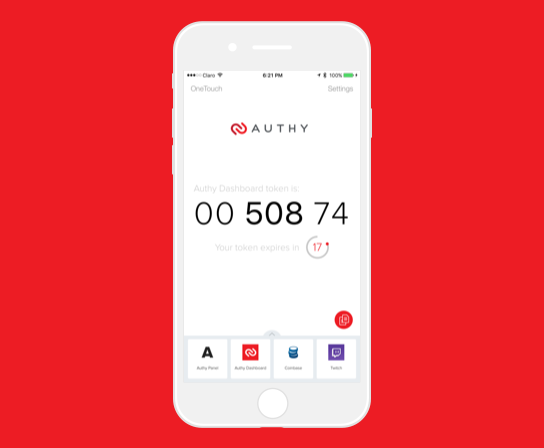 Claro 6:21 PM 100%
OneTouch Settings
AUTHY
Authy Dashboard token is:
00 508 74
Your token expires in 17
Authy Panel Authy Dashboard Coinbase Twitch